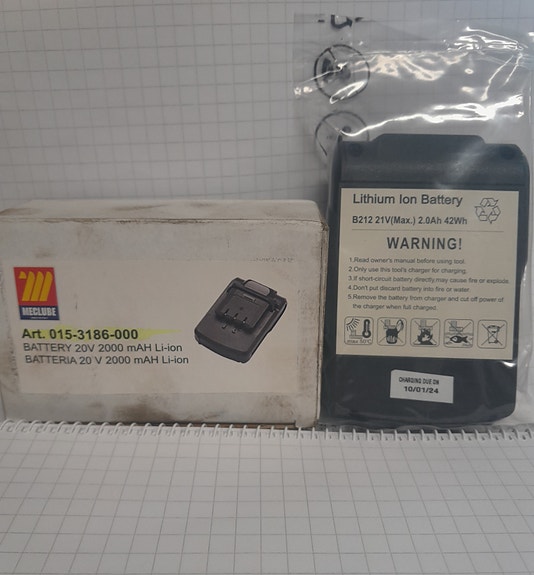 MECLUBE
Art. 015-3186-000
BATTERY 20V 2000 mAH Li-ion
BATTERIA 20 V 2000 mAH Li-ion
Lithium Ion Battery
B212 21V(Max.) 2.0Ah 42Wh
WARNING!
1.Read owner's manual before using tool.
2.Only use this tool's charger for charging.
3.If short-circuit battery directly,may cause fire or explode.
4.Don't put discard battery into fire or water.
5.Remove the battery from charger and cut off power of
the charger when full charged.
max 50°C
CHARGING DUE ON
10/01/24